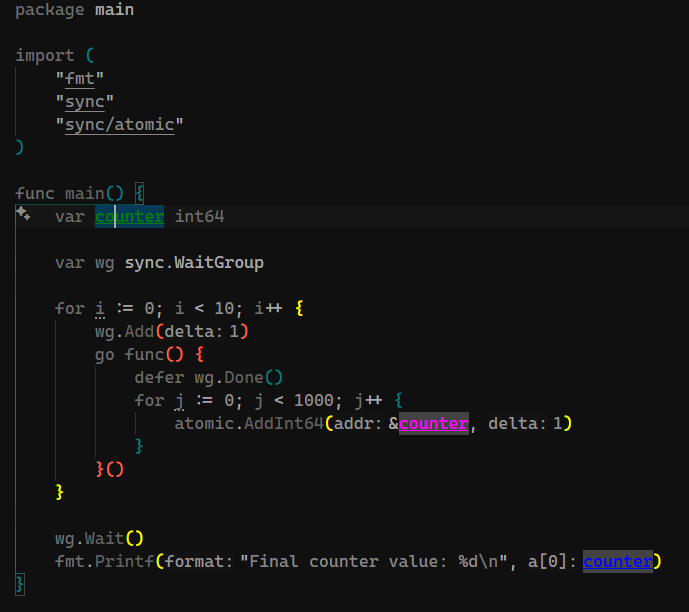 package main
import (
"fmt"
"sync"
"sync/atomic"
)
func main() {
var counter int64
var wg sync.WaitGroup
for i := 0; i < 10; i++ {
wg.Add(delta: 1)
go func() {
defer wg.Done()
for j := 0; j < 1000; j++ {
atomic.AddInt64(addr: &counter, delta: 1)
}
}()
}
wg.Wait()
fmt.Printf(format: "Final counter value: %d\n", a[0]: counter)
}